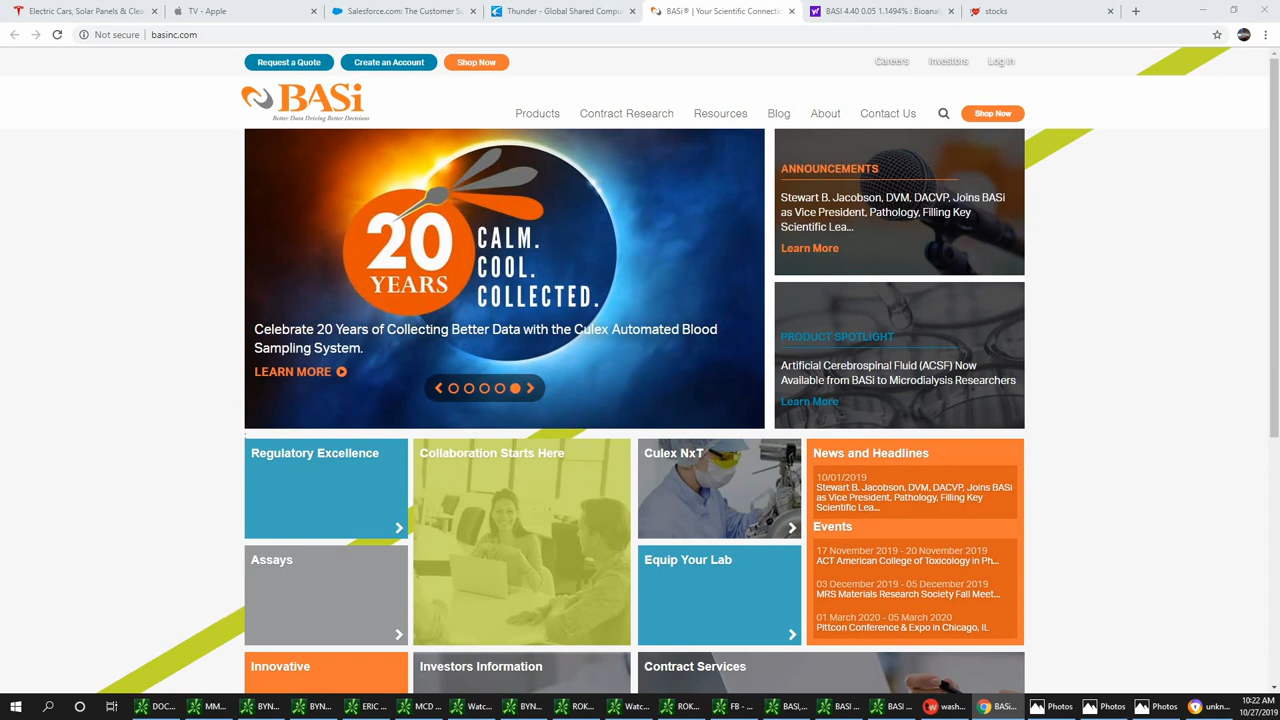 Electric Cars, Solar Panels & Clea
TV - Apple
Salesforce.com: The Customer S
Thunder - Global Shared Compu
BASi® | Your Scientific Connecti
BASI 4.40 0.05 1.1494% : Bioanal
stocks
Not secure | basinc.com
Request a Quote
Create an Account
Shop Now
Careers
Investors
Log In
BASi
Better Data Driving Better Decisions
Products
Contract Research
Resources
Blog
About
Contact Us
Shop Now
20
YEARS
CALM.
COOL.
COLLECTED.
Celebrate 20 Years of Collecting Better Data with the Culex Automated Blood
Sampling System.
LEARN MORE
ANNOUNCEMENTS
Stewart B. Jacobson, DVM, DACVP, Joins BASi
as Vice President, Pathology, Filling Key
Scientific Lea...
Learn More
PRODUCT SPOTLIGHT
Artificial Cerebrospinal Fluid (ACSF) Now
Available from BASi to Microdialysis Researchers
Learn More
Regulatory Excellence
Collaboration Starts Here
Culex NxT
News and Headlines
10/01/2019
Stewart B. Jacobson, DVM, DACVP, Joins BASi
as Vice President, Pathology, Filling Key
Scientific Lea...
Events
17 November 2019 - 20 November 2019
ACT American College of Toxicology in Ph...
03 December 2019 - 05 December 2019
MRS Materials Research Society Fall Meet...
01 March 2020 - 05 March 2020
Pittcon Conference & Expo in Chicago, IL
Assays
Equip Your Lab
Innovative
Investors Information
Contract Services
DOC...
MM...
BYN...
BYN...
ERIC ...
MCD ...
Watc...
BYN...
Watc...
ROK...
FB - ...
BASI,...
BASI ...
BASI ...
wash...
BASi...
Photos
Photos
Photos
unkn...
10:22 AM
10/27/2019